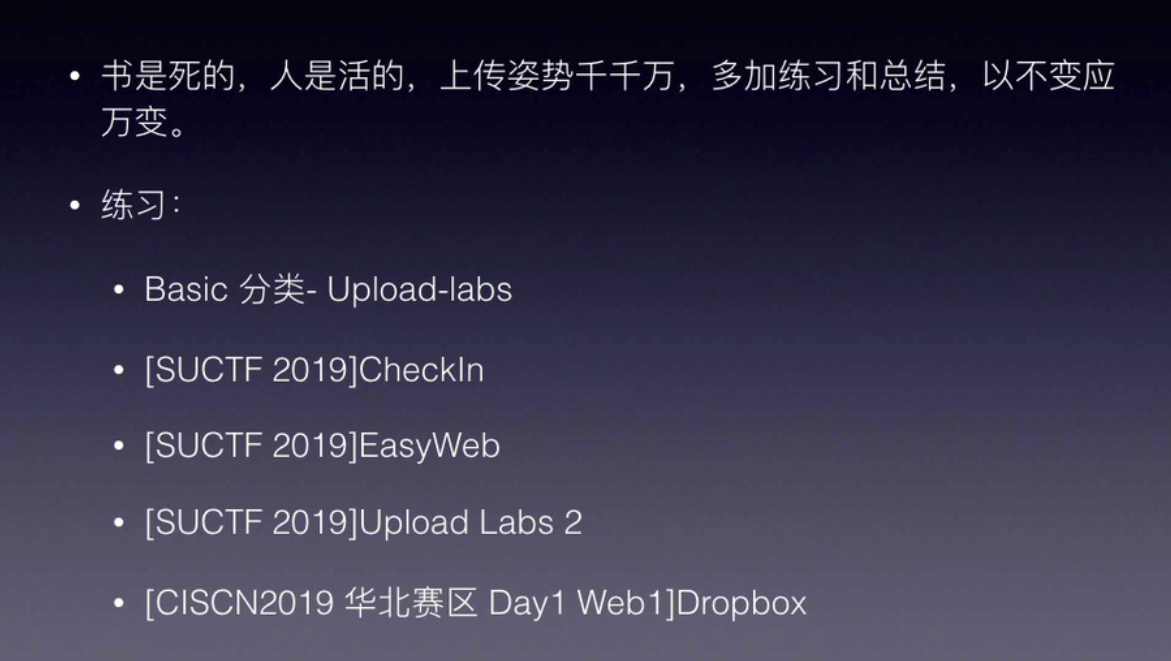 • 书是死的，人是活的，上传姿势千千万，多加练习和总结，以不变应
万变。
• 练习：
• Basic 分类- Upload-labs
• [SUCTF 2019]CheckIn
• [SUCTF 2019]EasyWeb
• [SUCTF 2019]Upload Labs 2
• [CISCN2019 华北赛区 Day1 Web1]Dropbox